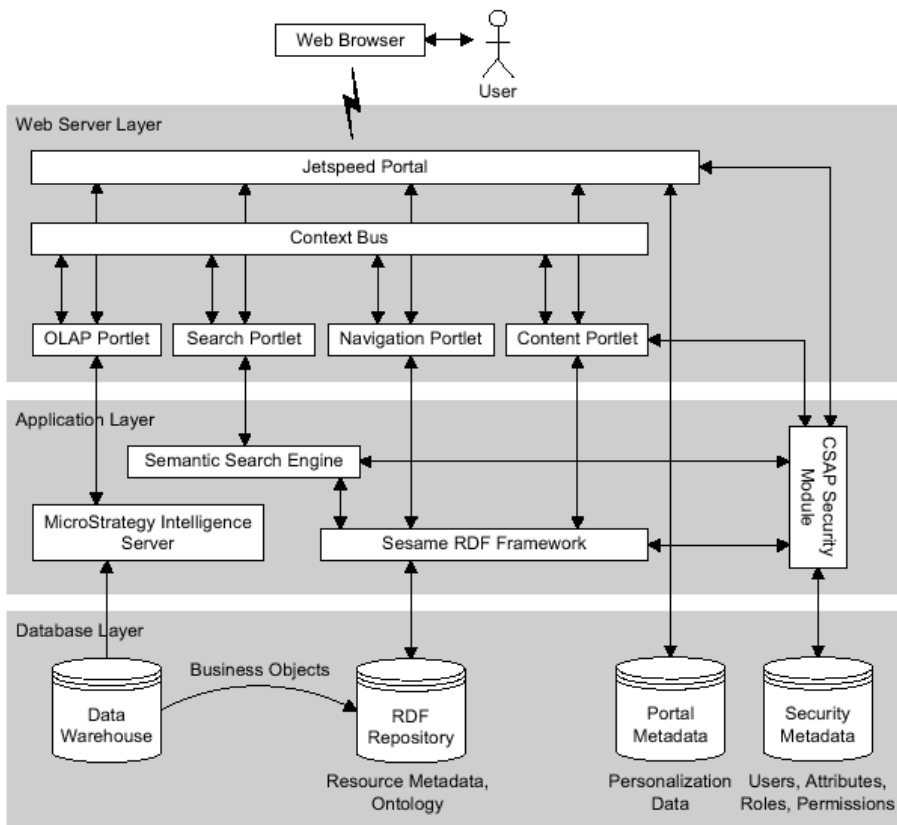 Web Browser
User
Web Server Layer
Jetspeed Portal
Context Bus
OLAP Portlet
Search Portlet
Navigation Portlet
Content Portlet
Application Layer
Semantic Search Engine
CSAP Security
Module
MicroStrategy Intelligence
Server
Sesame RDF Framework
Database Layer
Business Objects
Data
Warehouse
RDF
Repository
Portal
Metadata
Security
Metadata
Resource Metadata,
Ontology
Personalization
Data
Users, Attributes,
Roles, Permissions